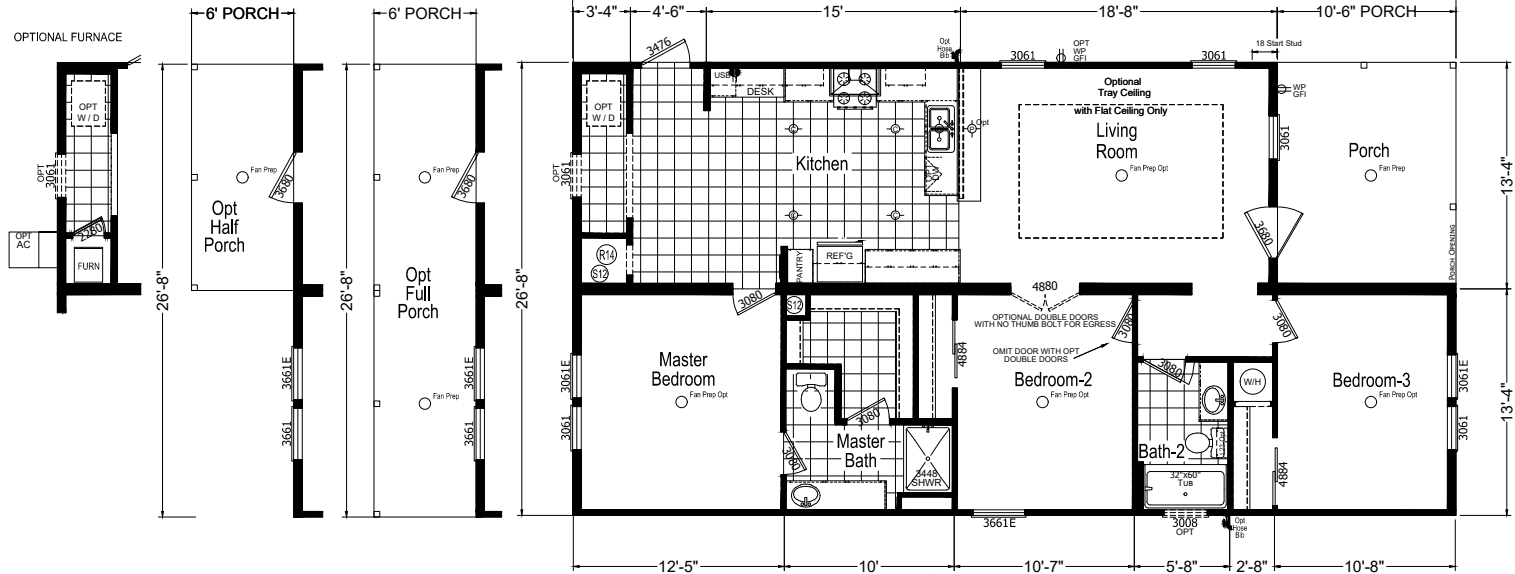 6' PORCH
6' PORCH
3'-4"
4'-6"
15'
18'-8"
10'-6" PORCH
OPTIONAL FURNACE
OPT
W / D
OPT
3061
2280
OPT
AC
FURN
26'-8"
Fan Prep
3680
Opt
Half
Porch
3661E
3661
26'-8"
Fan Prep
3680
Opt
Full
Porch
Fan Prep
3661E
3661
26'-8"
3476
OPT
W / D
OPT
3061
R14
S12
USB
DESK
Kitchen
OPT
DW
Opt
PANTRY
REF'G
Opt
Hose
Bib
3061
OPT
WP
GFI
3061
18 Start Stud
Optional
Tray Ceiling
with Flat Ceiling Only
Living
Room
Fan Prep Opt
WP
GFI
3061
3680
Porch
Fan Prep
PORCH OPENING
13'-4"
3080
S12
4880
OPTIONAL DOUBLE DOORS
WITH NO THUMB BOLT FOR EGRESS
3080
OMIT DOOR WITH OPT
DOUBLE DOORS
3080
3061E
3061
Master
Bedroom
Fan Prep Opt
3080
3080
Master
Bath
3448
SHWR
4884
Bedroom-2
Fan Prep Opt
3661E
3080
Bath-2
32"x60"
TUB
3008
OPT
Opt
Hose
Bib
W/H
4884
Bedroom-3
Fan Prep Opt
3061E
3061
13'-4"
12'-5"
10'
10'-7"
5'-8"
2'-8"
10'-8"